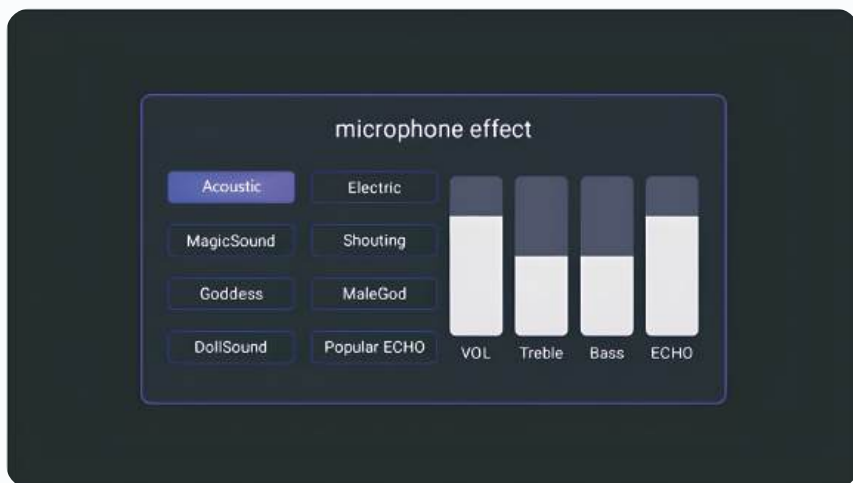 microphone effect
Acoustic Electric
MagicSound Shouting
Goddess MaleGod
DollSound Popular ECHO
VOL Treble Bass ECHO